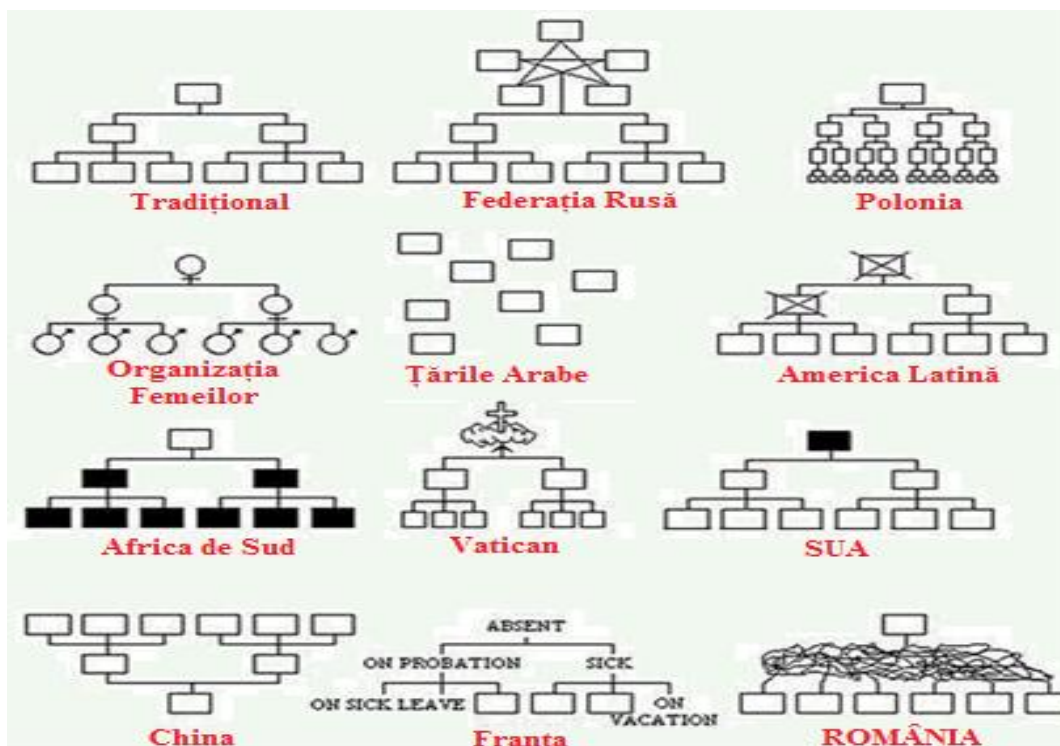 Tradițional
Federația Rusă
Polonia
Organizația
Femeilor
Țările Arabe
America Latină
Africa de Sud
Vatican
SUA
ABSENT
ON PROBATION
SICK
ON SICK LEAVE
ON
VACATION
China
Franța
ROMÂNIA